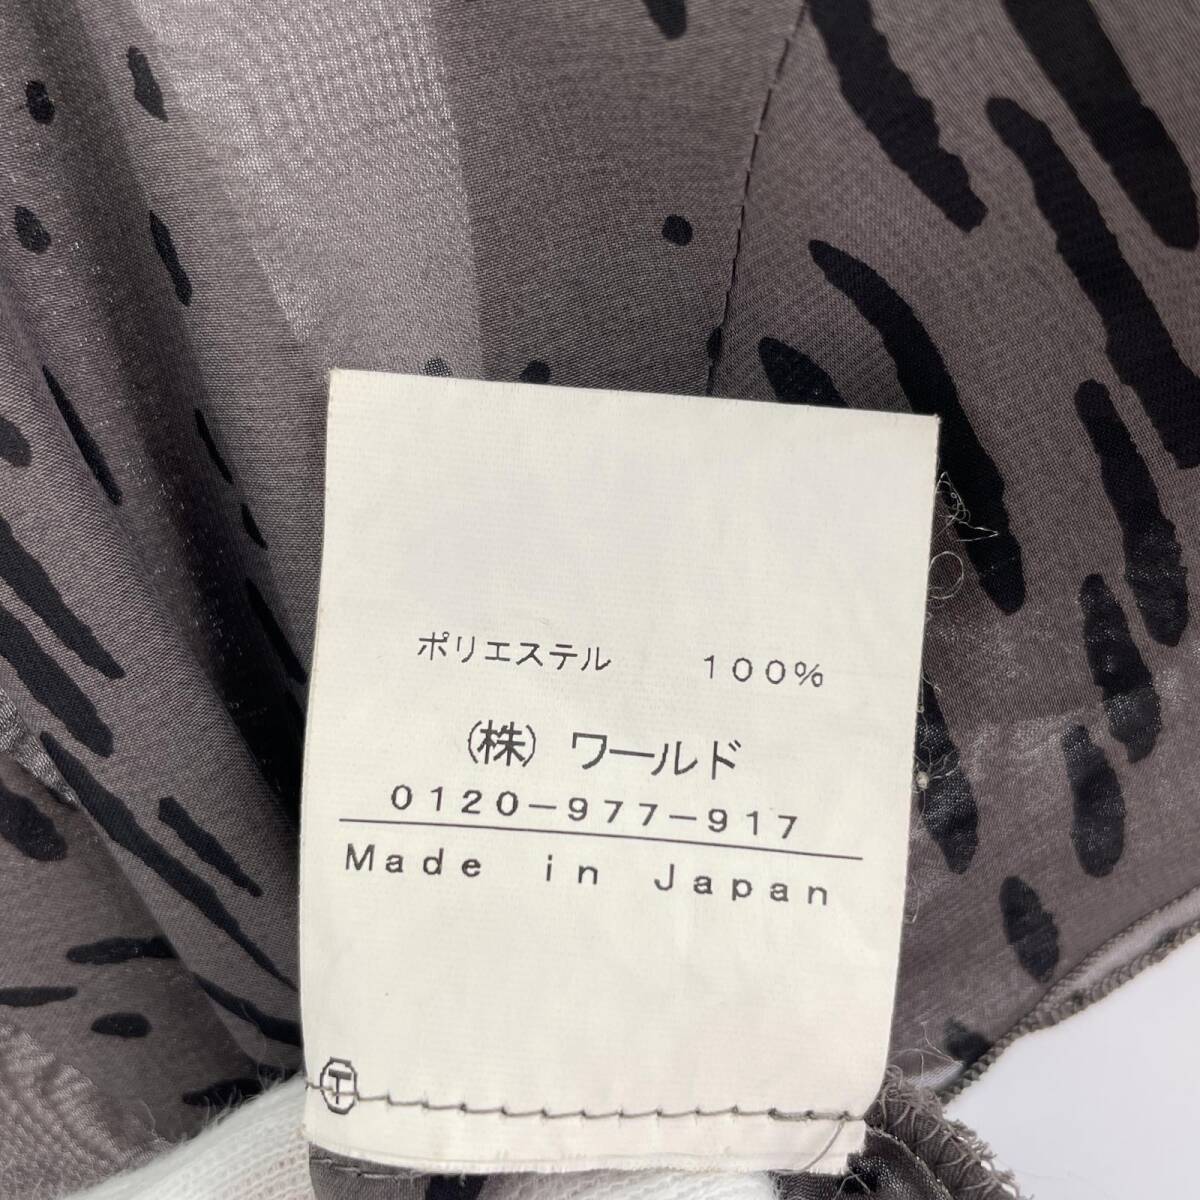 ポリエステル 100%
(株) ワールド
0120-977-917
Made in Japan
T